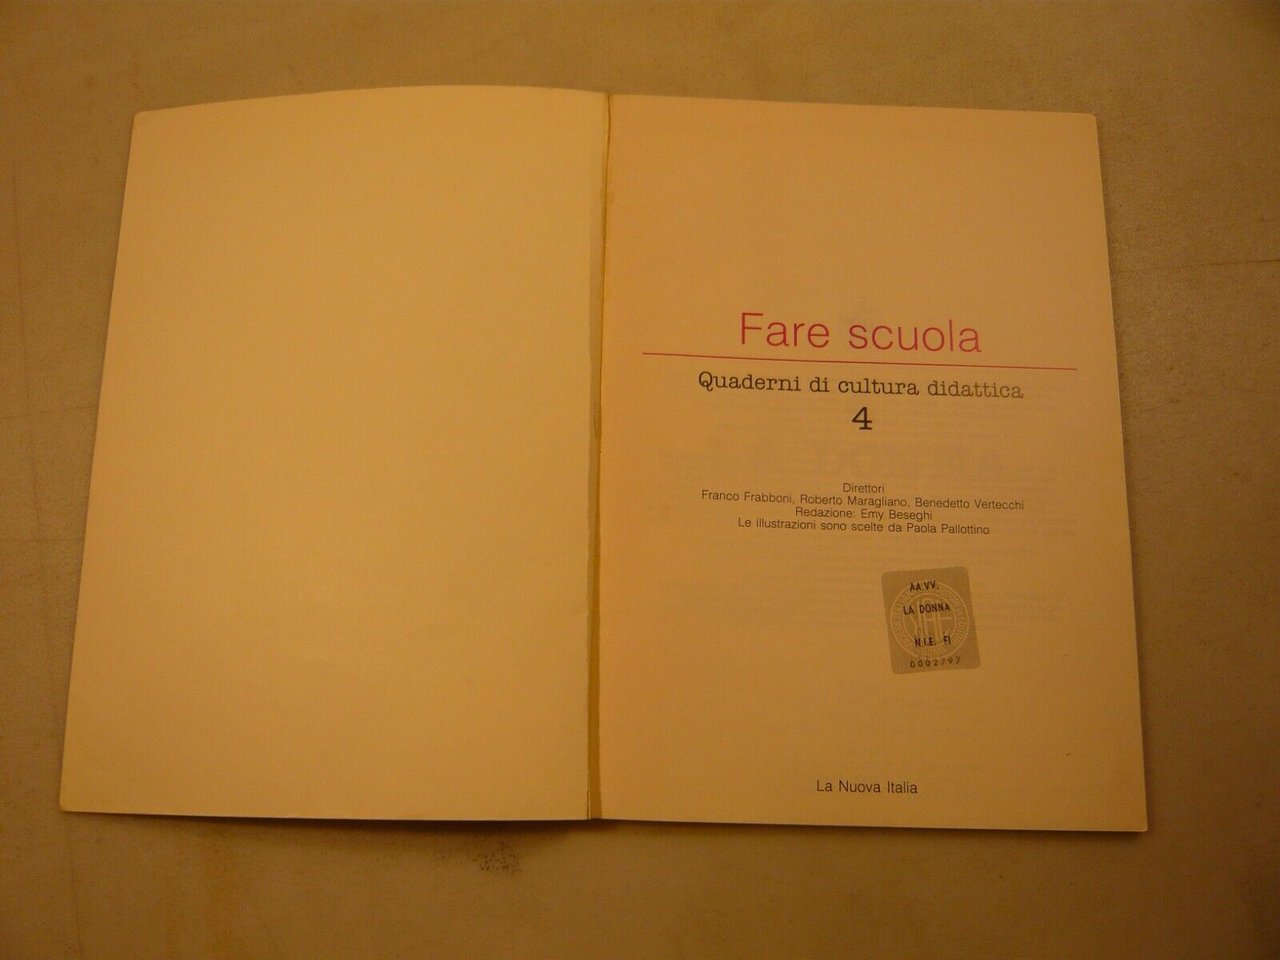 Fare scuola
Quaderni di cultura didattica
4
Direttori
Franco Frabboni, Roberto Maragliano, Benedetto Vertecchi
Redazione: Emy Beseghi
Le illustrazioni sono scelte da Paola Pallottino
AA VV.
LA DONNA
SIAE
N.I.E. FI
0002797
La Nuova Italia